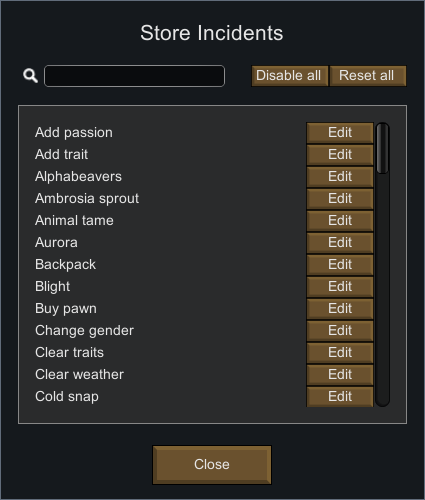 Store Incidents
Disable all Reset all
Add passion Edit
Add trait Edit
Alphabeavers Edit
Ambrosia sprout Edit
Animal tame Edit
Aurora Edit
Backpack Edit
Blight Edit
Buy pawn Edit
Change gender Edit
Clear traits Edit
Clear weather Edit
Cold snap Edit
Close